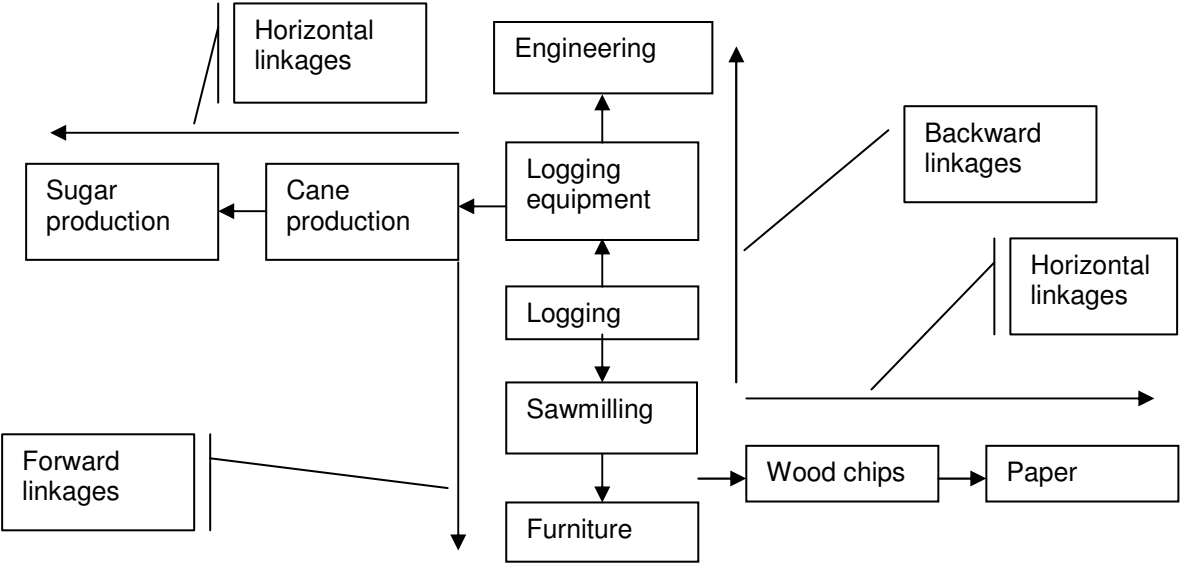 Horizontal
linkages
Engineering
Backward
linkages
Sugar
production
Cane
production
Logging
equipment
Horizontal
linkages
Logging
Sawmilling
Forward
linkages
Wood chips
Paper
Furniture